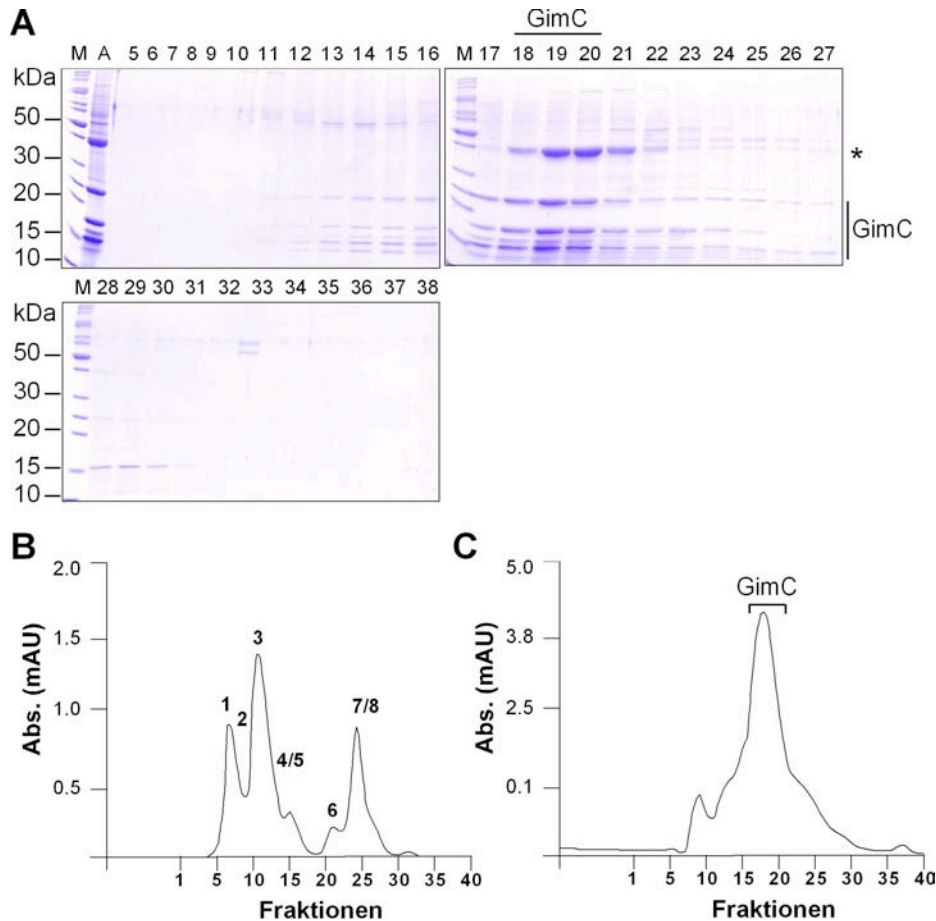 A
GimC
M A 5 6 7 8 9 10 11 12 13 14 15 16
M 17 18 19 20 21 22 23 24 25 26 27
kDa
50
30
20
15
10
*
GimC
M 28 29 30 31 32 33 34 35 36 37 38
kDa
50
30
20
15
10
B
2.0
1.5
1.0
0.5
Abs. (mAU)
1
2
3
4/5
6
7/8
1 5 10 15 20 25 30 35 40
Fraktionen
C
5.0
3.8
2.5
0.1
Abs. (mAU)
GimC
1 5 10 15 20 25 30 35 40
Fraktionen